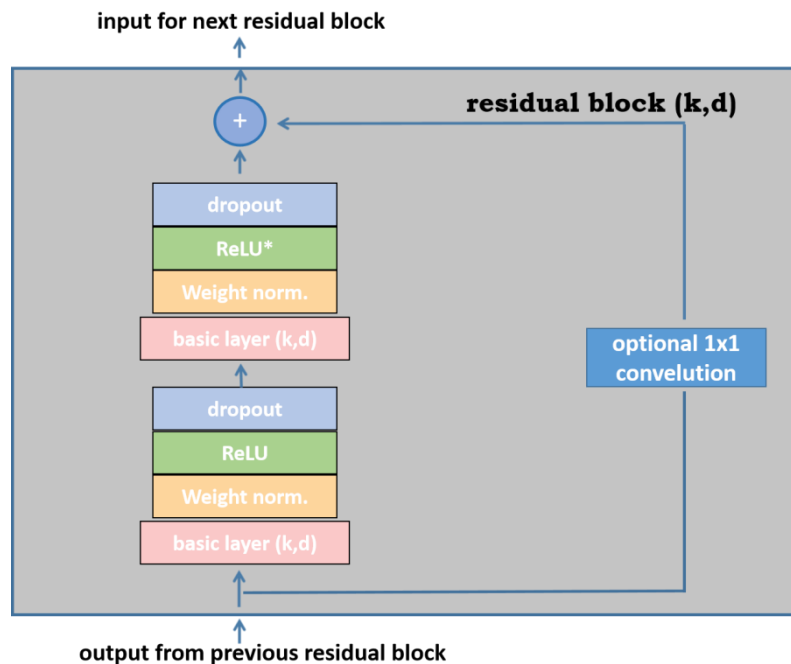 input for next residual block
residual block (k,d)
+
dropout
ReLU*
Weight norm.
basic layer (k,d)
optional 1x1
convelution
dropout
ReLU
Weight norm.
basic layer (k,d)
output from previous residual block